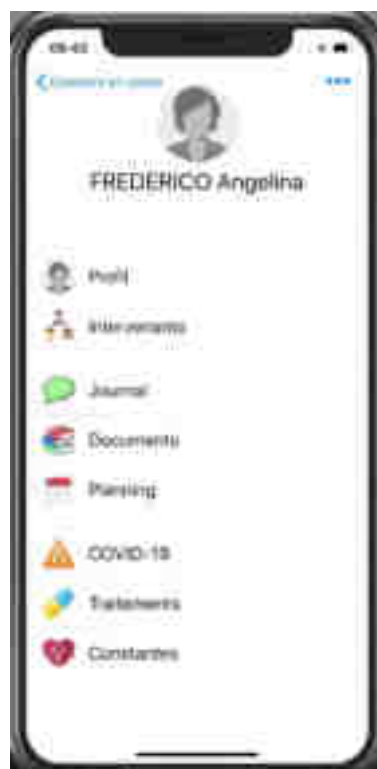 FREDERICO Angelina
Profil
Intervenants
Journal
Documents
Planning
COVID-19
Traitements
Constantes